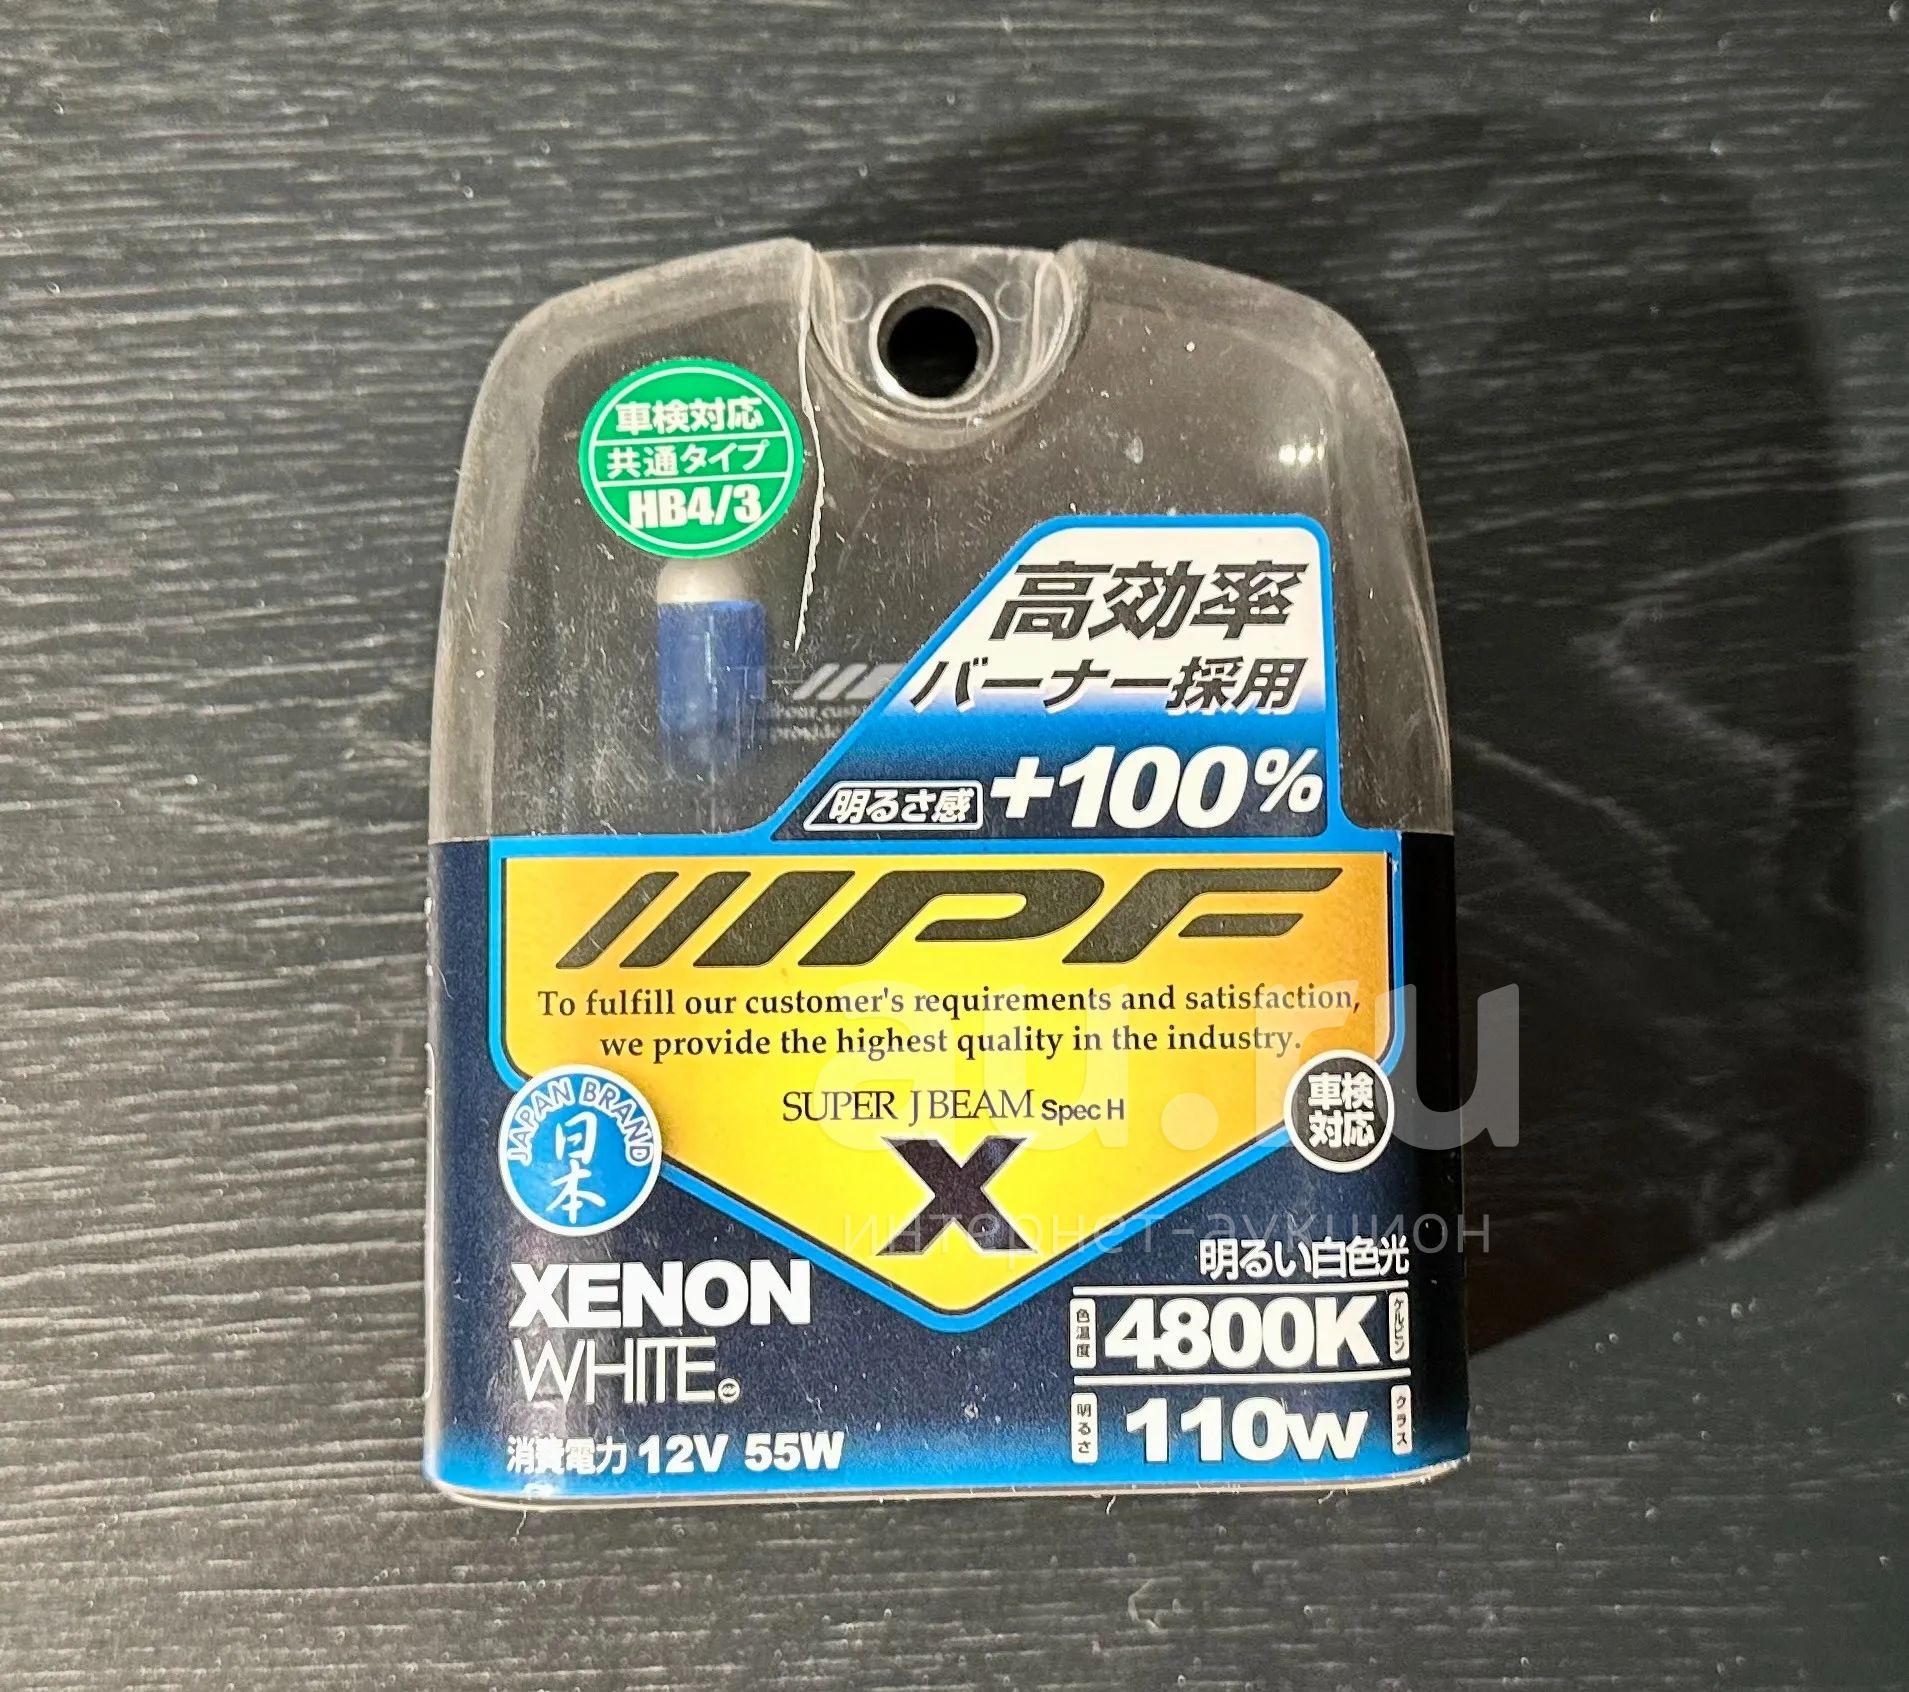 車検対応
共通タイプ
HB4/3
高効率
バーナー採用
明るさ感 +100%
IPF
To fulfill our customer's requirements and satisfaction,
we provide the highest quality in the industry.
SUPER J BEAM Spec H
X
JAPAN BRAND
日本
車検
対応
au.ru
интернет-аукцион
XENON
WHITE
消費電力 12V 55W
明るい白色光
色温度 4800K ケルビン
明るさ 110w クラス